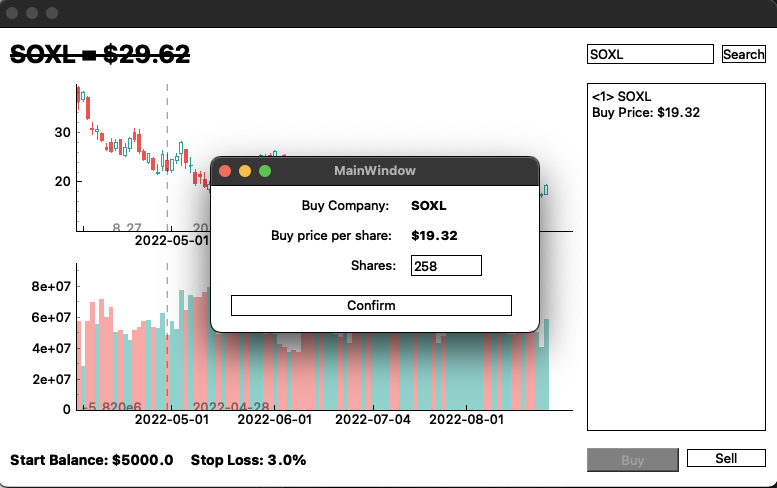 SOXL = $29.62
SOXL
Search
<1> SOXL
Buy Price: $19.32
30
20
8.27
20
2022-05-01
MainWindow
Buy Company: SOXL
Buy price per share: $19.32
Shares: 258
Confirm
8e+07
6e+07
4e+07
2e+07
0
-5.820e6
2022-04-28
2022-05-01
2022-06-01
2022-07-04
2022-08-01
Start Balance: $5000.0 Stop Loss: 3.0%
Buy
Sell